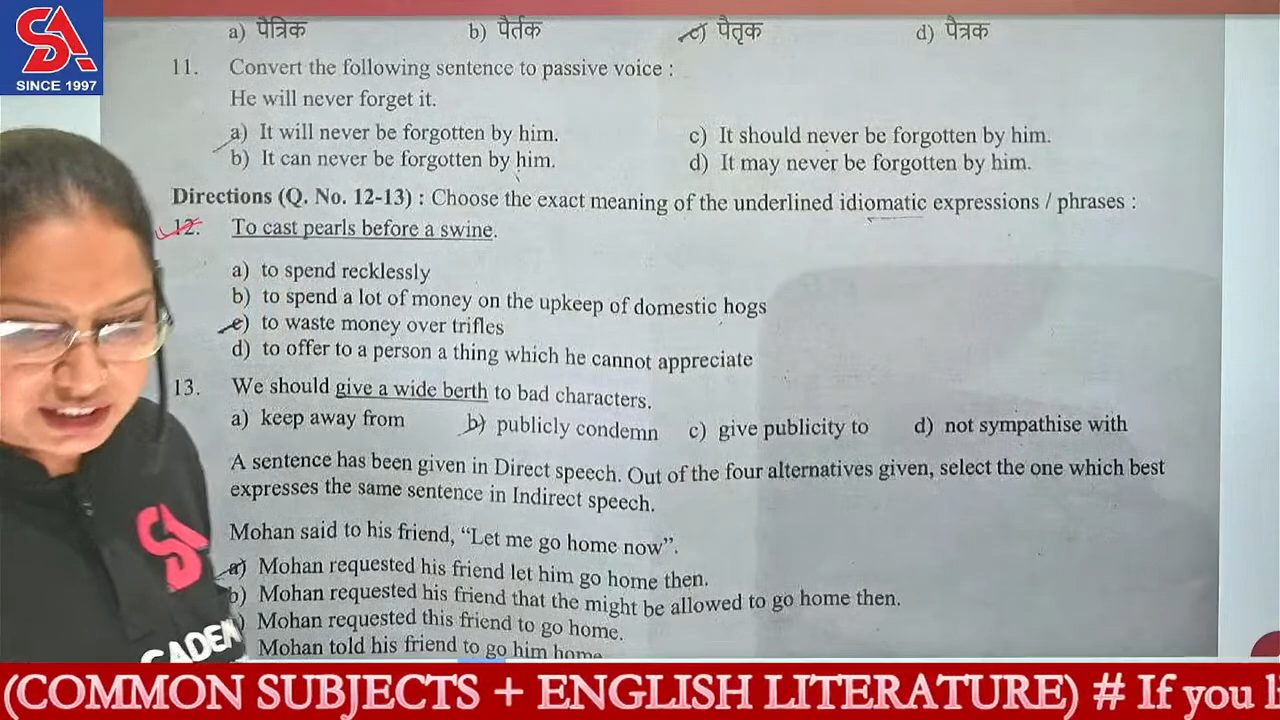 SA
SINCE 1997
a) पैत्रिक b) पैर्तक c) पैतृक d) पैत्रक
11. Convert the following sentence to passive voice :
He will never forget it.
a) It will never be forgotten by him. c) It should never be forgotten by him.
b) It can never be forgotten by him. d) It may never be forgotten by him.
Directions (Q. No. 12-13) : Choose the exact meaning of the underlined idiomatic expressions / phrases :
12. To cast pearls before a swine.
a) to spend recklessly
b) to spend a lot of money on the upkeep of domestic hogs
c) to waste money over trifles
d) to offer to a person a thing which he cannot appreciate
13. We should give a wide berth to bad characters.
a) keep away from b) publicly condemn c) give publicity to d) not sympathise with
A sentence has been given in Direct speech. Out of the four alternatives given, select the one which best
expresses the same sentence in Indirect speech.
Mohan said to his friend, “Let me go home now”.
a) Mohan requested his friend let him go home then.
b) Mohan requested his friend that the might be allowed to go home then.
) Mohan requested this friend to go home.
Mohan told his friend to go him home
SA
CADEM
(COMMON SUBJECTS + ENGLISH LITERATURE) # If you li